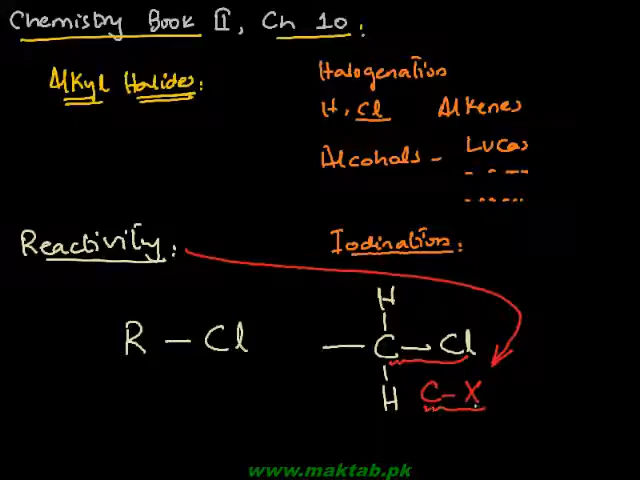 Chemistry Book II, Ch 10:
Alkyl Halides:
Halogenation
H, Cl Alkenes
Alcohols - Lucas
Reactivity:
Iodination:
H
R - Cl
- C - Cl
H
C - X
www.maktab.pk